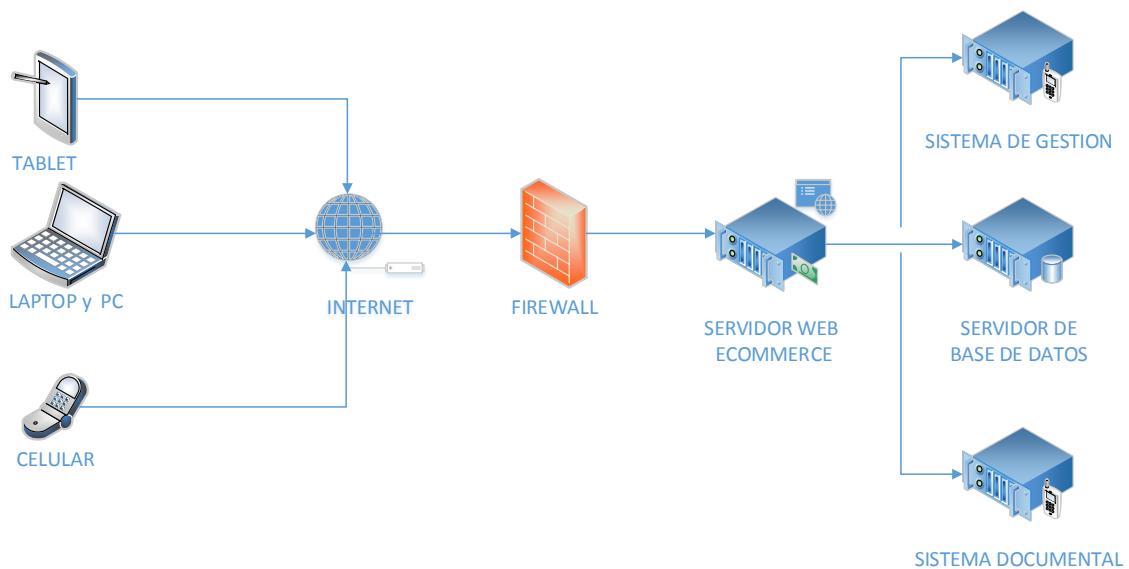 TABLET
LAPTOP y PC
CELULAR
INTERNET
FIREWALL
SERVIDOR WEB
ECOMMERCE
SISTEMA DE GESTION
SERVIDOR DE
BASE DE DATOS
SISTEMA DOCUMENTAL